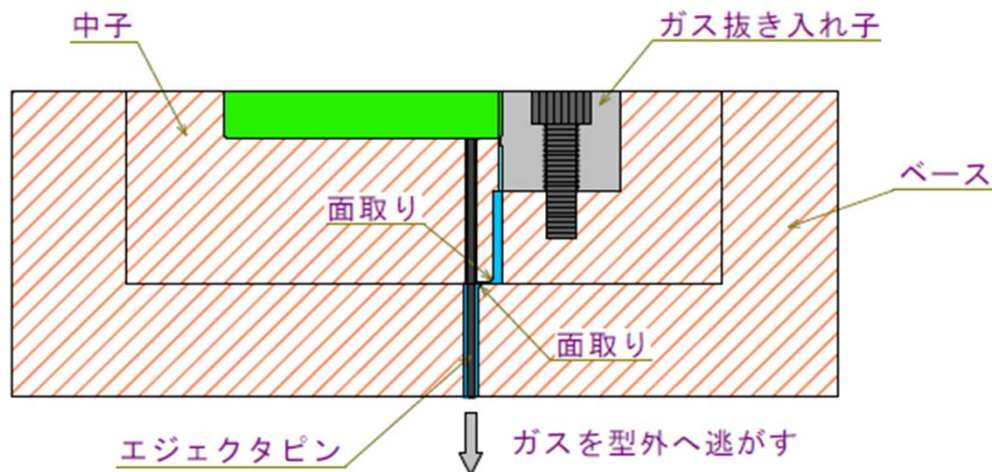 中子
ガス抜き入れ子
ベース
面取り
面取り
エジェクタピン
ガスを型外へ逃がす